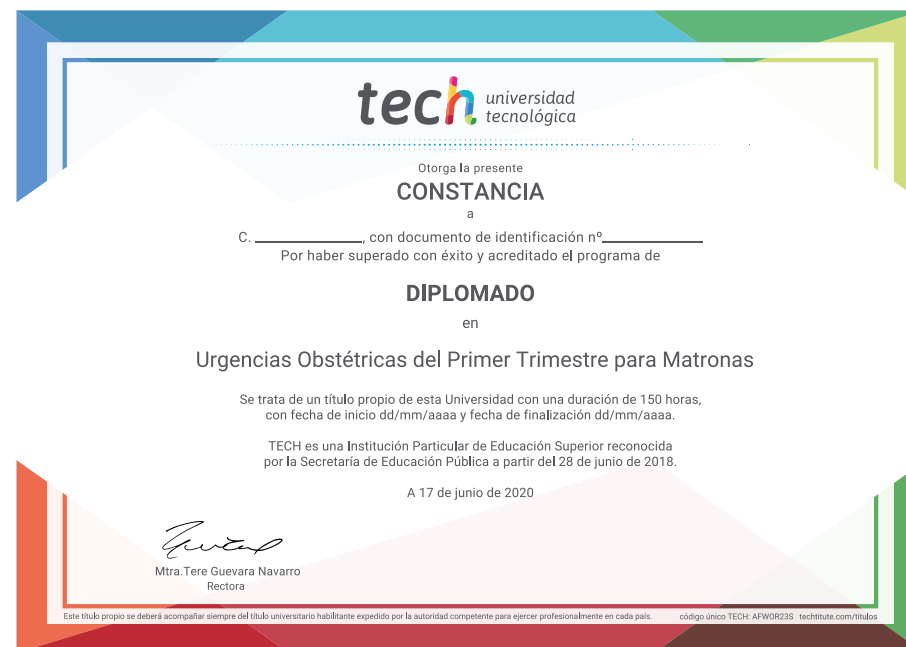 tech universidad
tecnológica
Otorga la presente
CONSTANCIA
a
C. ______________, con documento de identificación nº_____________
Por haber superado con éxito y acreditado el programa de
DIPLOMADO
en
Urgencias Obstétricas del Primer Trimestre para Matronas
Se trata de un título propio de esta Universidad con una duración de 150 horas,
con fecha de inicio dd/mm/aaaa y fecha de finalización dd/mm/aaaa.
TECH es una Institución Particular de Educación Superior reconocida
por la Secretaría de Educación Pública a partir del 28 de junio de 2018.
A 17 de junio de 2020
Mtra.Tere Guevara Navarro
Rectora
Este título propio se deberá acompañar siempre del título universitario habilitante expedido por la autoridad competente para ejercer profesionalmente en cada país. código único TECH: AFWOR23S techtitute.com/titulos